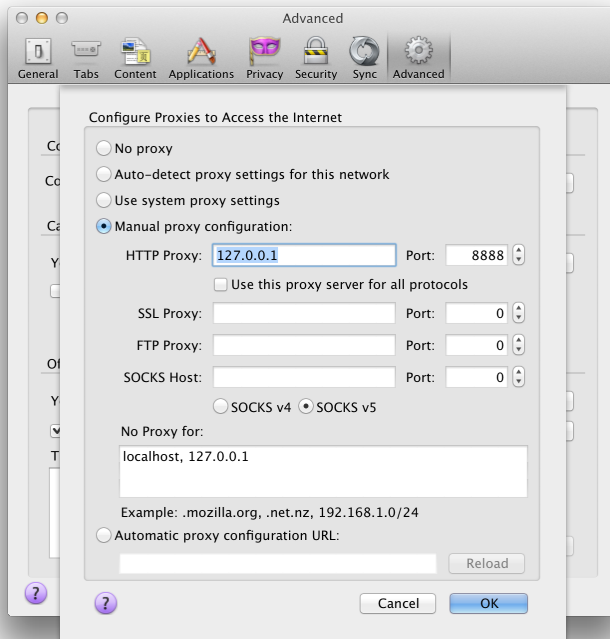 Advanced
General Tabs Content Applications Privacy Security Sync Advanced
Configure Proxies to Access the Internet
No proxy
Auto-detect proxy settings for this network
Use system proxy settings
Manual proxy configuration:
HTTP Proxy: 127.0.0.1 Port: 8888
Use this proxy server for all protocols
SSL Proxy: Port: 0
FTP Proxy: Port: 0
SOCKS Host: Port: 0
SOCKS v4 SOCKS v5
No Proxy for:
localhost, 127.0.0.1
Example: .mozilla.org, .net.nz, 192.168.1.0/24
Automatic proxy configuration URL:
Reload
? ? Cancel OK